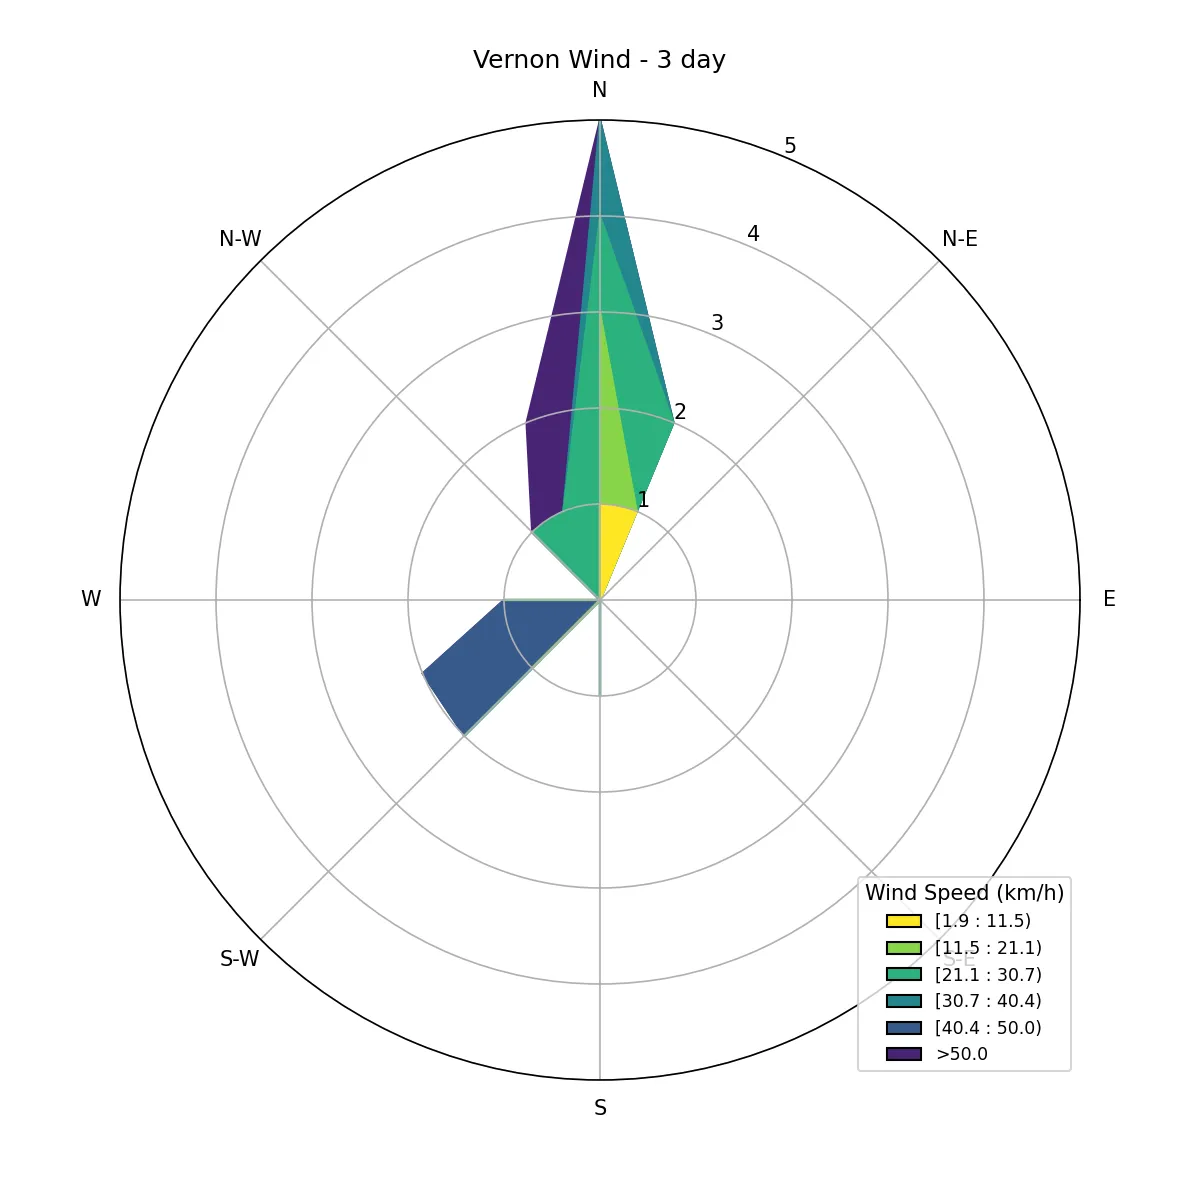 Vernon Wind - 3 day
N
5
N-W
4
N-E
3
2
1
W
E
Wind Speed (km/h)
[1.9 : 11.5)
[11.5 : 21.1)
S-W
S-E
[21.1 : 30.7)
[30.7 : 40.4)
[40.4 : 50.0)
>50.0
S